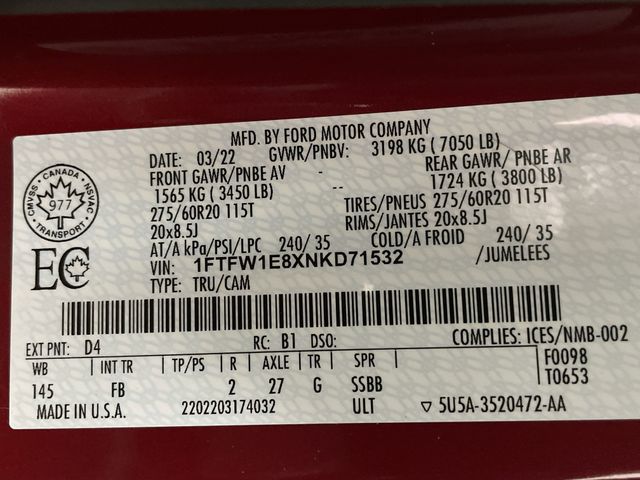 MFD. BY FORD MOTOR COMPANY
DATE: 03/22 GVWR/PNBV: 3198 KG ( 7050 LB)
FRONT GAWR/PNBE AV - REAR GAWR/ PNBE AR
1565 KG ( 3450 LB) -- 1724 KG ( 3800 LB)
275/60R20 115T TIRES/PNEUS 275/60R20 115T
20x8.5J RIMS/JANTES 20x8.5J
AT/A kPa/PSI/LPC 240/ 35 COLD/A FROID 240/ 35
VIN: 1FTFW1E8XNKD71532 /JUMELEES
TYPE: TRU/CAM
CMVSS · CANADA · NSVAC
977
· TRANSPORT ·
EC
EXT PNT: D4 RC: B1 DSO: COMPLIES: ICES/NMB-002
WB INT TR TP/PS R AXLE TR SPR F0098
145 FB 2 27 G SSBB T0653
MADE IN U.S.A. 2202203174032 ULT ▽ 5U5A-3520472-AA